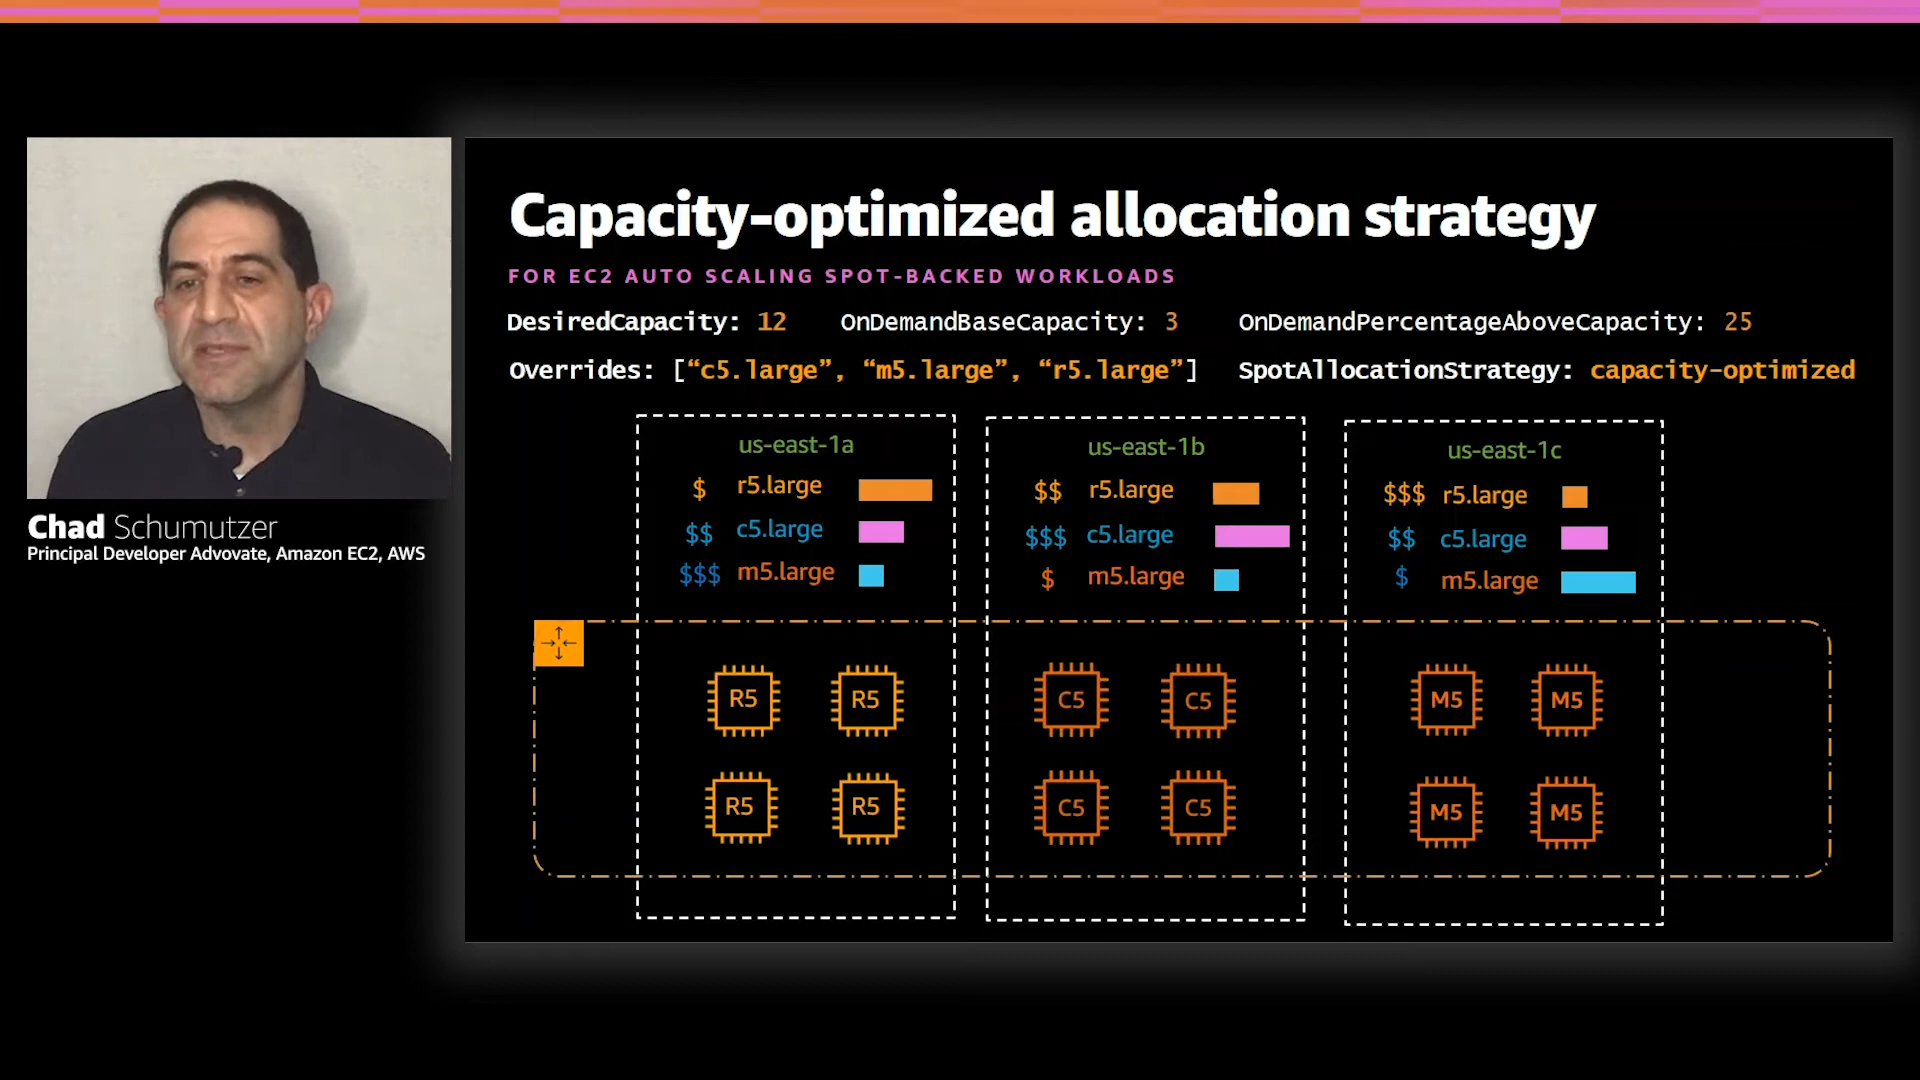 Capacity-optimized allocation strategy
FOR EC2 AUTO SCALING SPOT-BACKED WORKLOADS
DesiredCapacity: 12 OnDemandBaseCapacity: 3 OnDemandPercentageAboveCapacity: 25
Overrides: [“c5.large”, “m5.large”, “r5.large”] SpotAllocationStrategy: capacity-optimized
us-east-1a
$ r5.large
$$ c5.large
$$$ m5.large
us-east-1b
$$ r5.large
$$$ c5.large
$ m5.large
us-east-1c
$$$ r5.large
$$ c5.large
$ m5.large
R5 R5
R5 R5
C5 C5
C5 C5
M5 M5
M5 M5
Chad Schumutzer
Principal Developer Advovate, Amazon EC2, AWS